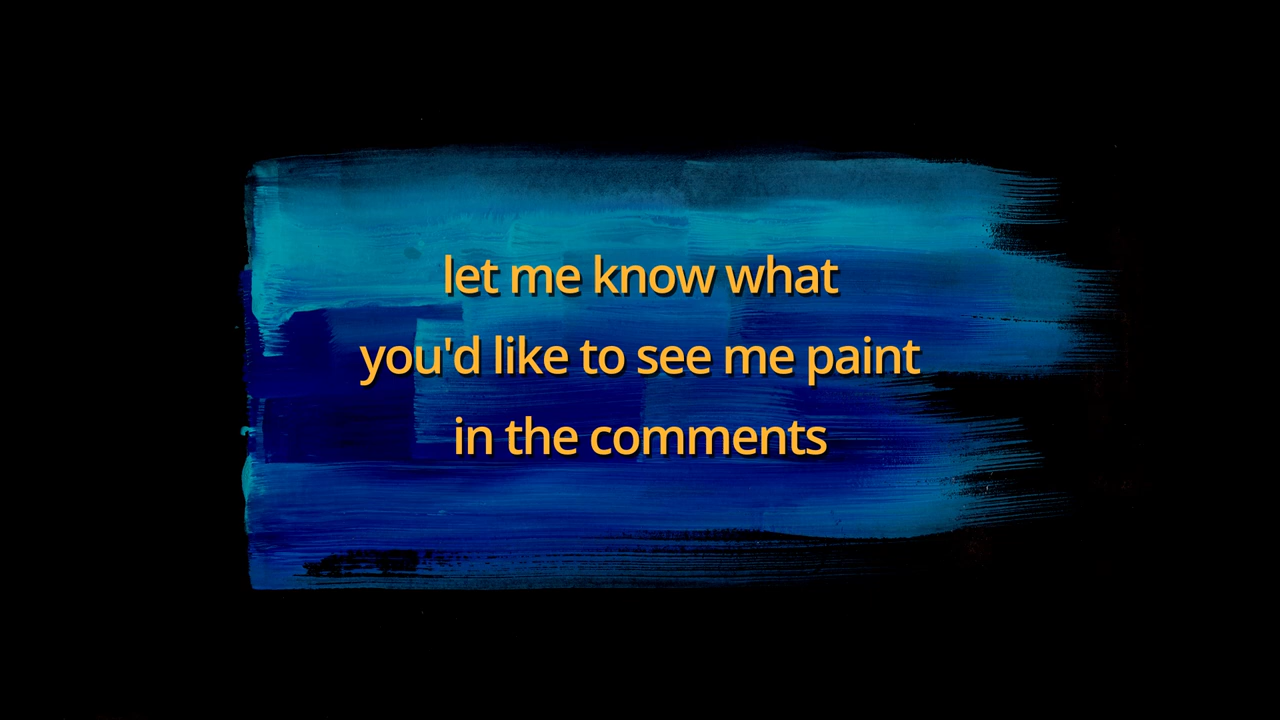 let me know what
you'd like to see me paint
in the comments